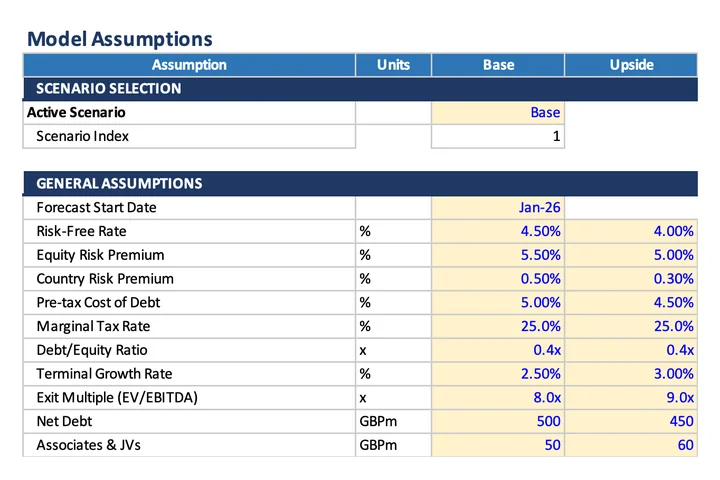 Model Assumptions
Assumption Units Base Upside
SCENARIO SELECTION
Active Scenario Base
Scenario Index 1
GENERAL ASSUMPTIONS
Forecast Start Date Jan-26
Risk-Free Rate % 4.50% 4.00%
Equity Risk Premium % 5.50% 5.00%
Country Risk Premium % 0.50% 0.30%
Pre-tax Cost of Debt % 5.00% 4.50%
Marginal Tax Rate % 25.0% 25.0%
Debt/Equity Ratio x 0.4x 0.4x
Terminal Growth Rate % 2.50% 3.00%
Exit Multiple (EV/EBITDA) x 8.0x 9.0x
Net Debt GBPm 500 450
Associates & JVs GBPm 50 60